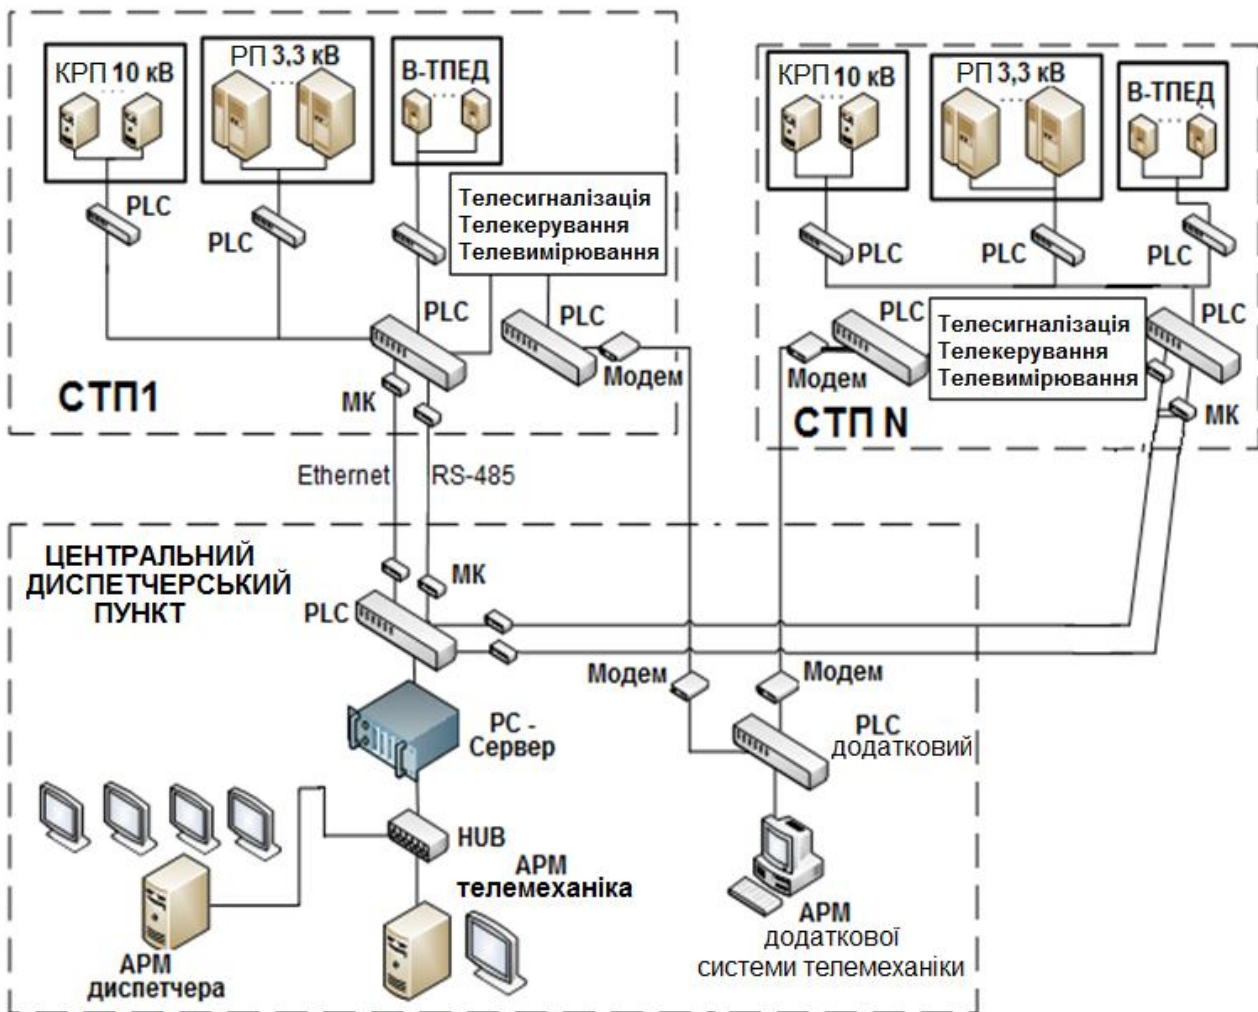 КРП 10 кВ
РП 3,3 кВ
В-ТПЕД
PLC
PLC
Телесигналізація
Телекерування
Телевимірювання
PLC
PLC
Модем
МК
СТП1
КРП 10 кВ
РП 3,3 кВ
В-ТПЕД
PLC
PLC
PLC
PLC
Телесигналізація
Телекерування
Телевимірювання
PLC
Модем
МК
СТП N
Ethernet
RS-485
ЦЕНТРАЛЬНИЙ
ДИСПЕТЧЕРСЬКИЙ
ПУНКТ
МК
PLC
Модем
Модем
PC -
Сервер
PLC
додатковий
HUB
АРМ
телемеханіка
АРМ
диспетчера
АРМ
додаткової
системи телемеханіки